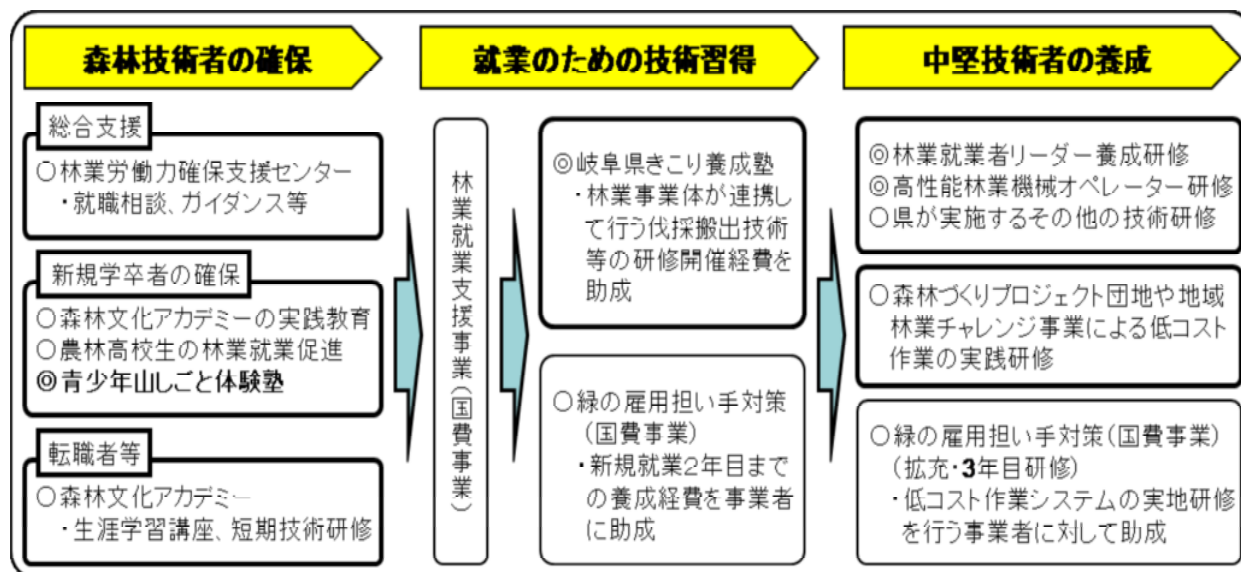 森林技術者の確保
就業のための技術習得
中堅技術者の養成
総合支援
○林業労働力確保支援センター
・就職相談、ガイダンス等
新規学卒者の確保
○森林文化アカデミーの実践教育
○農林高校生の林業就業促進
◎青少年山しごと体験塾
転職者等
○森林文化アカデミー
・生涯学習講座、短期技術研修
林業就業支援事業(国費事業)
◎岐阜県きこり養成塾
・林業事業体が連携
して行う伐採搬出技術
等の研修開催経費を
助成
○緑の雇用担い手対策
(国費事業)
・新規就業2年目まで
の養成経費を事業者
に助成
◎林業就業者リーダー養成研修
◎高性能林業機械オペレーター研修
○県が実施するその他の技術研修
○森林づくりプロジェクト団地や地域
林業チャレンジ事業による低コスト
作業の実践研修
○緑の雇用担い手対策(国費事業)
(拡充・3年目研修)
・低コスト作業システムの実地研修
を行う事業者に対して助成